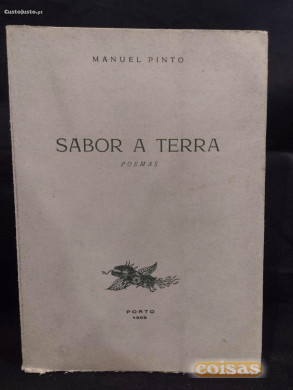 CustoJusto.pt
MANUEL PINTO
SABOR A TERRA
POEMAS
PORTO
coisas